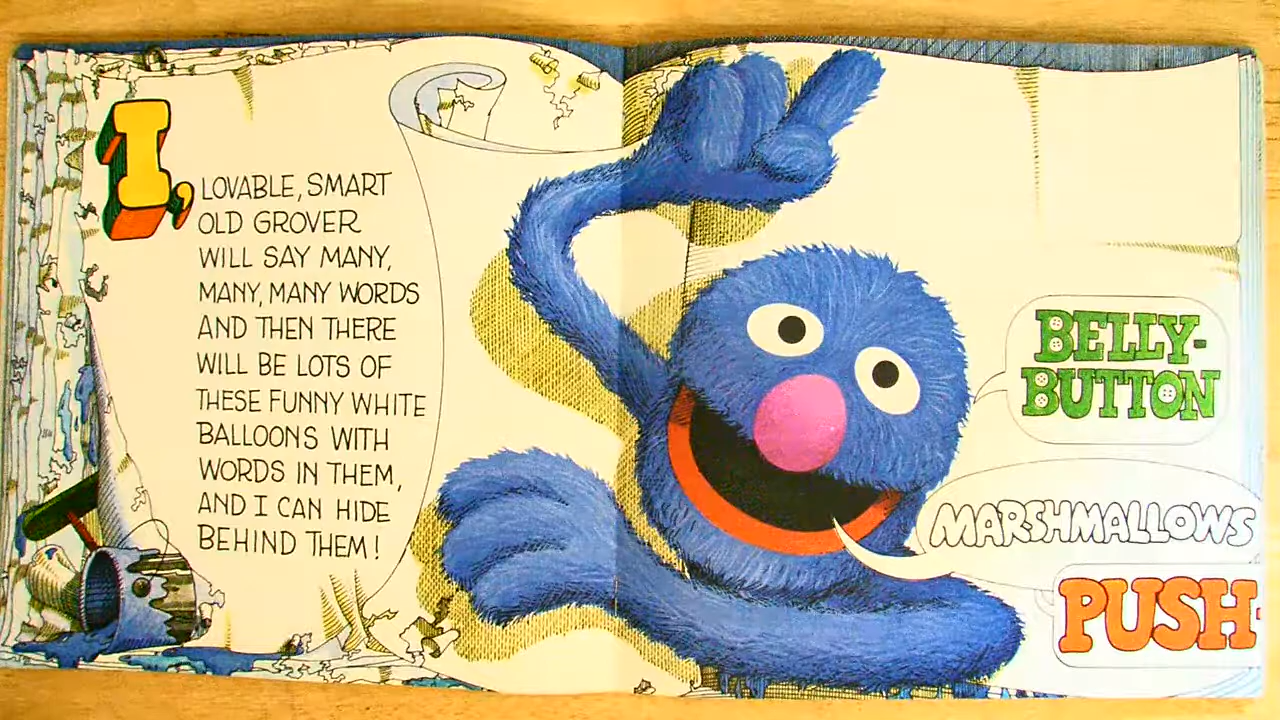 I,
LOVABLE, SMART
OLD GROVER
WILL SAY MANY,
MANY, MANY WORDS
AND THEN THERE
WILL BE LOTS OF
THESE FUNNY WHITE
BALLOONS WITH
WORDS IN THEM,
AND I CAN HIDE
BEHIND THEM!
BELLY-
BUTTON
MARSHMALLOWS
PUSH-